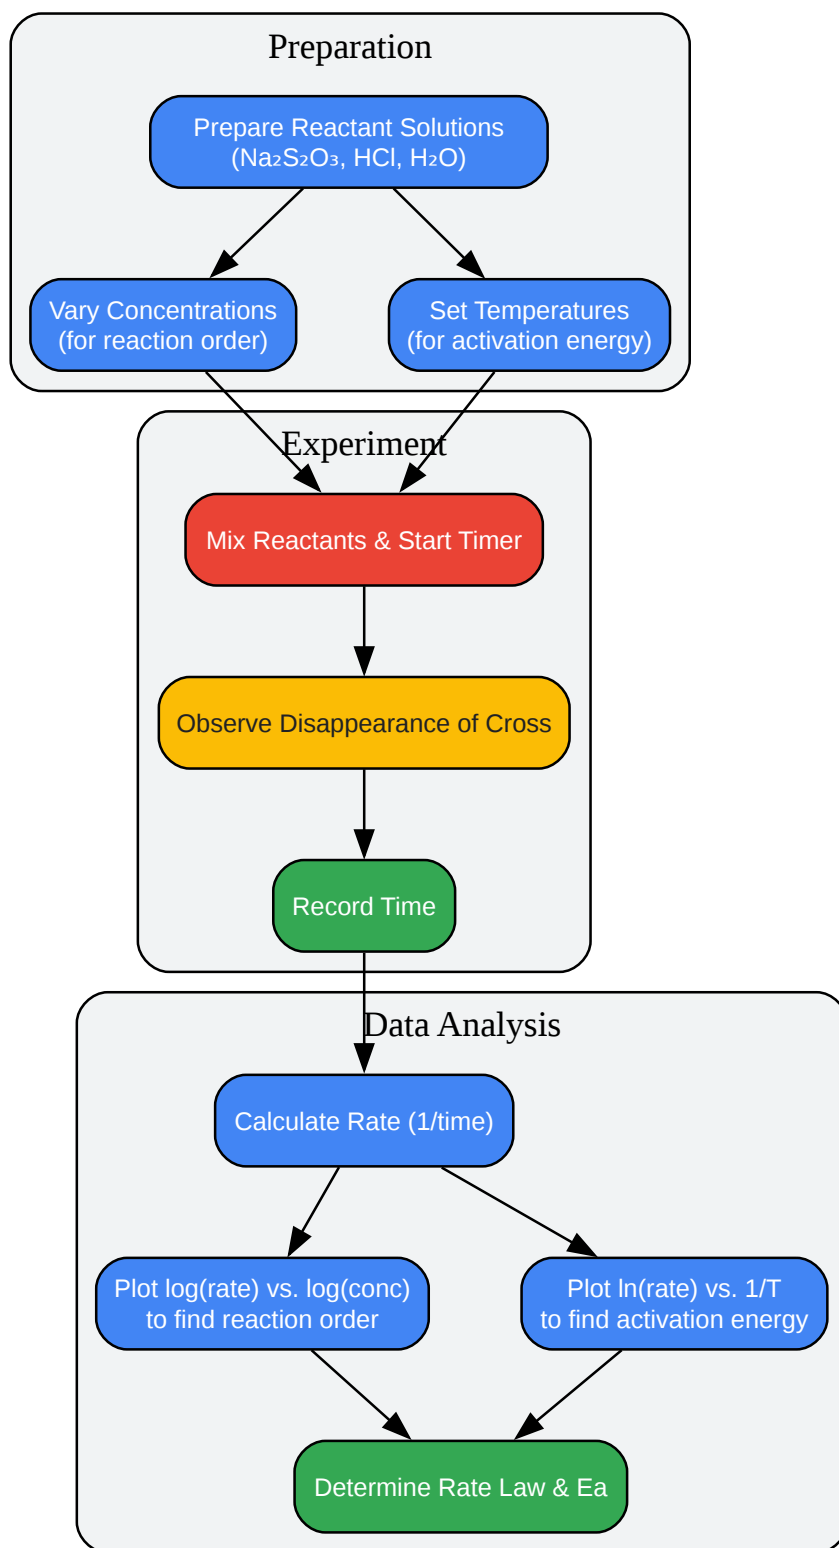 Preparation
Prepare Reactant Solutions
(Na₂S₂O₃, HCl, H₂O)
Vary Concentrations
(for reaction order)
Set Temperatures
(for activation energy)
Experiment
Mix Reactants & Start Timer
Observe Disappearance of Cross
Record Time
Data Analysis
Calculate Rate (1/time)
Plot log(rate) vs. log(conc)
to find reaction order
Plot ln(rate) vs. 1/T
to find activation energy
Determine Rate Law & Ea